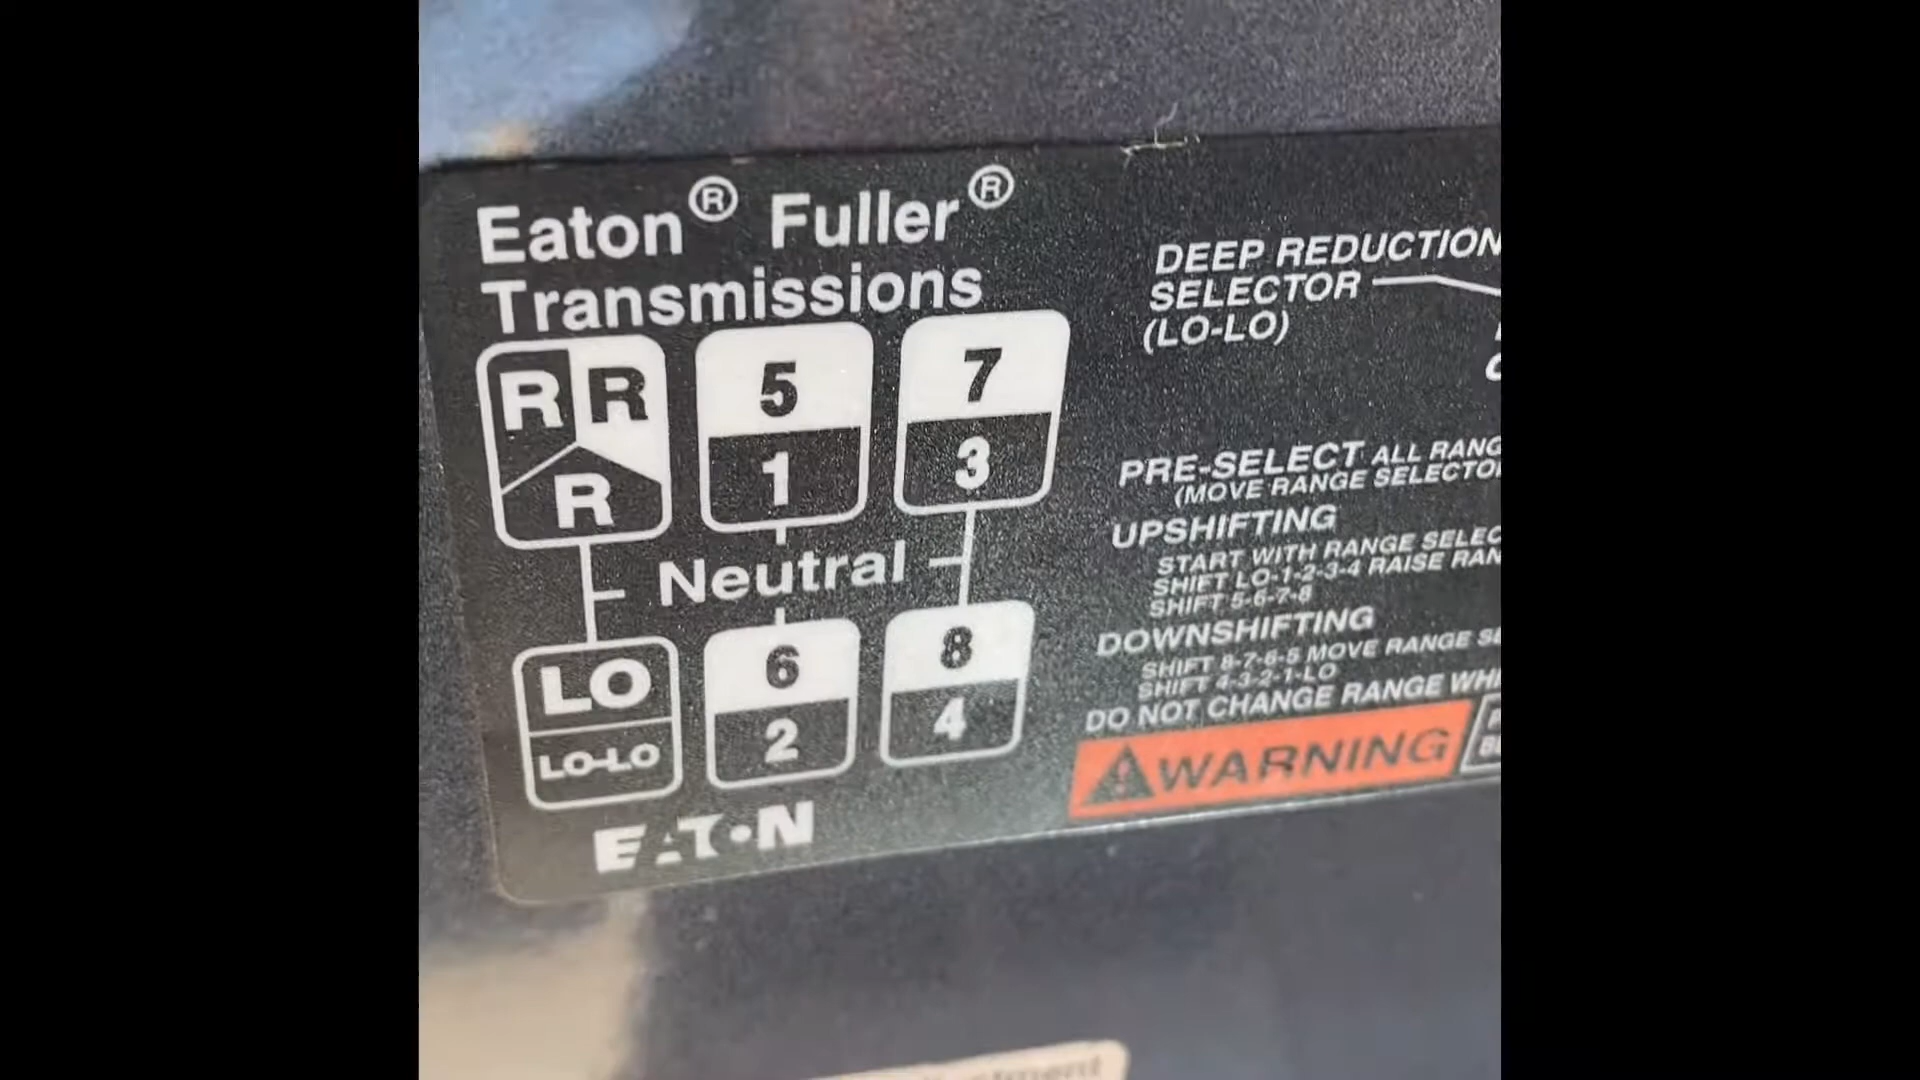 Eaton® Fuller®
Transmissions
R R
R
5
1
7
3
Neutral
LO
LO-LO
6
2
8
4
EATON
DEEP REDUCTION
SELECTOR
(LO-LO)
PRE-SELECT ALL RANG
(MOVE RANGE SELECTO
UPSHIFTING
START WITH RANGE SELEC
SHIFT LO-1-2-3-4 RAISE RAN
SHIFT 5-6-7-8
DOWNSHIFTING
SHIFT 8-7-6-5 MOVE RANGE SE
SHIFT 4-3-2-1-LO
DO NOT CHANGE RANGE WHI
WARNING